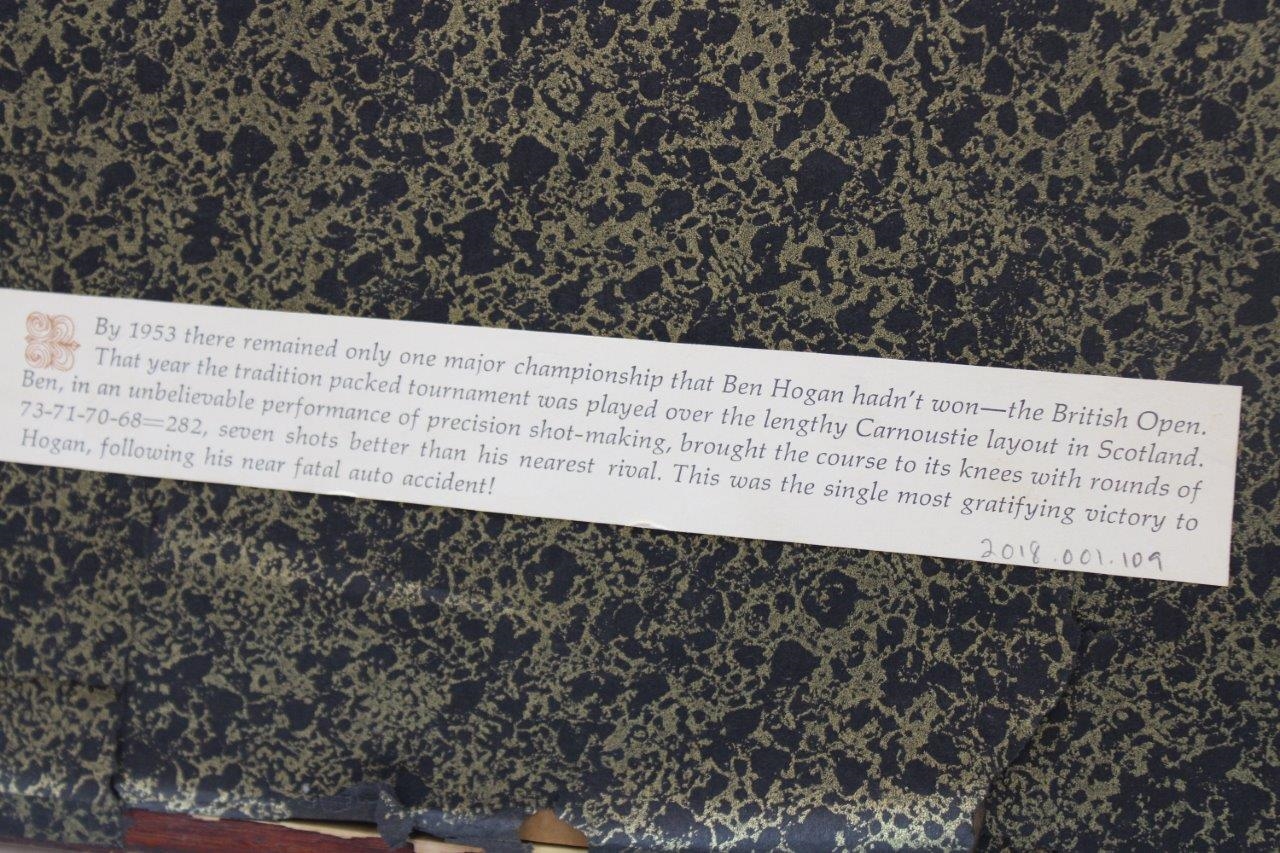 By 1953 there remained only one major championship that Ben Hogan hadn't won—the British Open.
That year the tradition packed tournament was played over the lengthy Carnoustie layout in Scotland.
Ben, in an unbelievable performance of precision shot-making, brought the course to its knees with rounds of
73-71-70-68=282, seven shots better than his nearest rival. This was the single most gratifying victory to
Hogan, following his near fatal auto accident!
2018.001.109